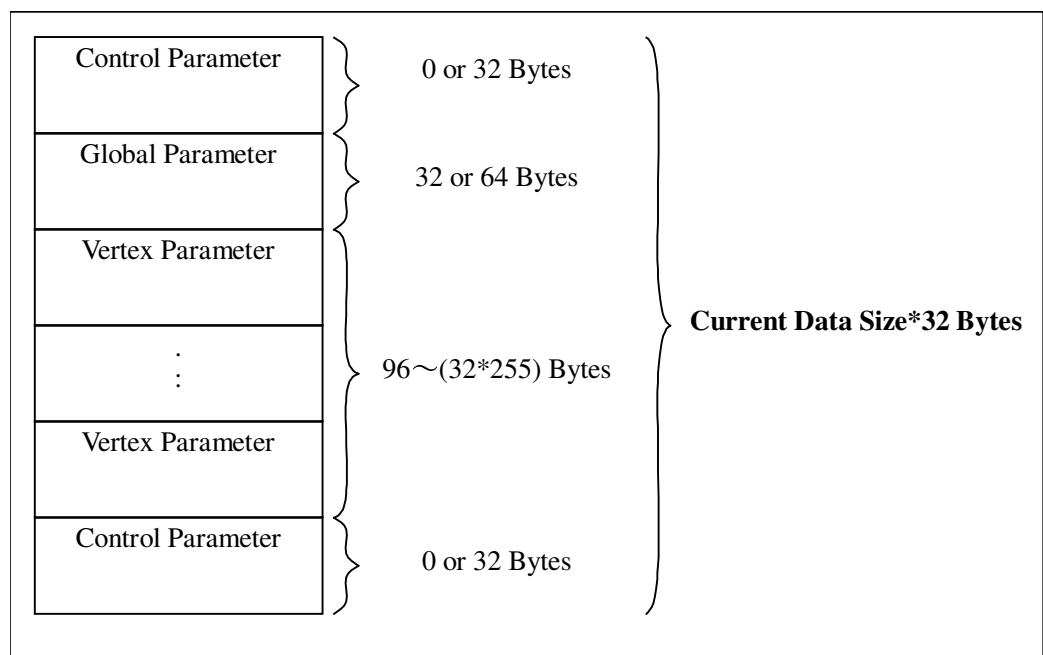 Control Parameter
0 or 32 Bytes
Global Parameter
32 or 64 Bytes
Vertex Parameter
Current Data Size*32 Bytes
:
96～(32*255) Bytes
Vertex Parameter
Control Parameter
0 or 32 Bytes